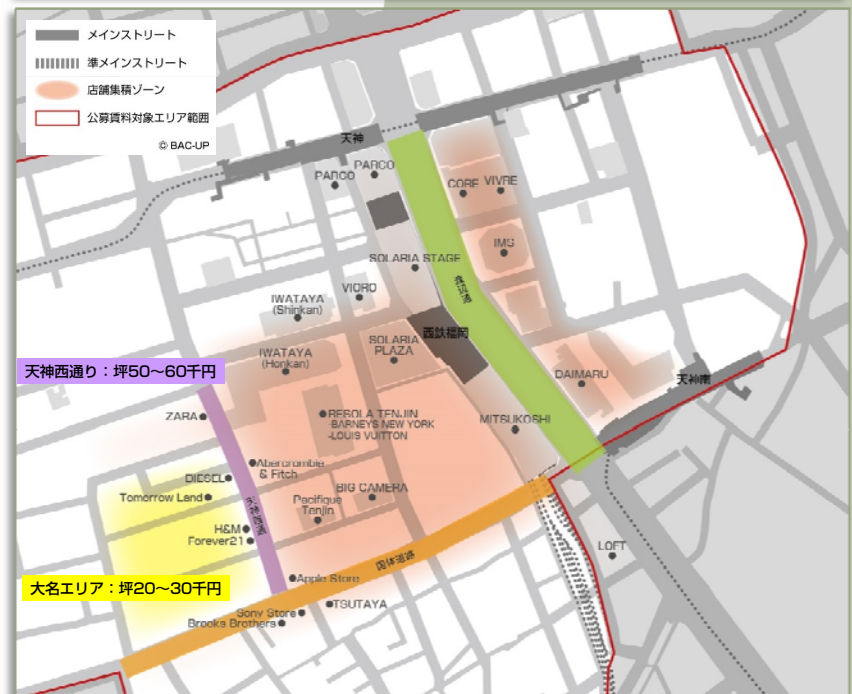 メインストリート
準メインストリート
店舗集積ゾーン
公募賃料対象エリア範囲
© BAC-UP
天神
PARCO
PARCO
CORE
VIVRE
IMS
SOLARIA STAGE
VIORO
IWATAYA
(Shinkan)
西鉄福岡
SOLARIA
PLAZA
IWATAYA
(Honkan)
DAIMARU
天神南
天神西通り：坪50～60千円
ZARA
RESOLA TENJIN
-BARNEYS NEW YORK
-LOUIS VUITTON
MITSUKOSHI
Abercrombie
& Fitch
DIESEL
Tomorrow Land
天神西通
BIG CAMERA
Pacifique
Tenjin
H&M
Forever21
国体道路
LOFT
大名エリア：坪20～30千円
Apple Store
TSUTAYA
Sony Store
Brooks Brothers